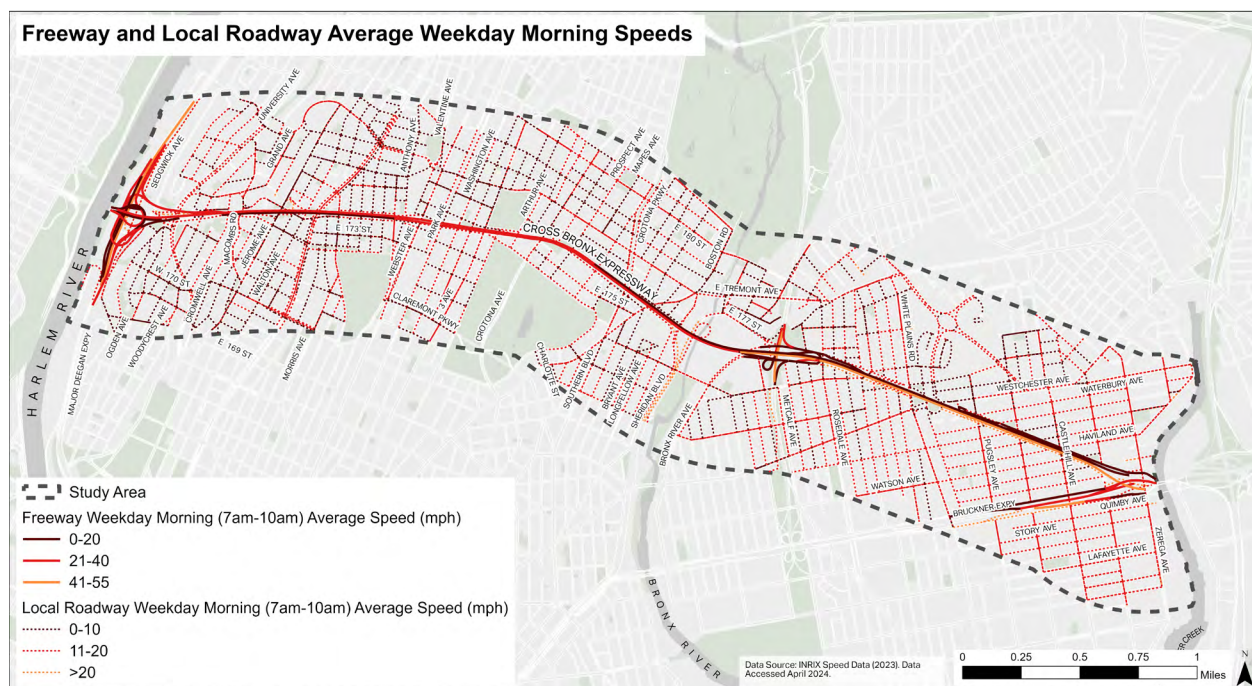 Freeway and Local Roadway Average Weekday Morning Speeds
UNIVERSITY AVE
VALENTINE AVE
SEDGWICK AVE
GRAND AVE
ANTHONY AVE
WASHINGTON AVE
PROSPECT AVE
MAPES AVE
ARTHUR AVE
CROTONA PKWY
E 180 ST
BOSTON RD
MACOMBS RD
JEROME AVE
WALTON AVE
E 173 ST
WEBSTER AVE
PARK AVE
CROSS BRONX EXPRESSWAY
W 170 ST
CROMWELL AVE
CLAREMONT PKWY
3 AVE
E 175 ST
E TREMONT AVE
E 177 ST
WHITE PLAINS RD
HARLEM RIVER
MAJOR DEEGAN EXPY
OGDEN AVE
WOODYCREST AVE
E 169 ST
MORRIS AVE
CROTONA AVE
CHARLOTTE ST
SOUTHERN BLVD
BRYANT AVE
LONGFELLOW AVE
SHERIDAN BLVD
BRONX RIVER AVE
METCALF AVE
ROSEDALE AVE
WESTCHESTER AVE
WATERBURY AVE
PUGSLEY AVE
CASTLE HILL AVE
HAVILAND AVE
WATSON AVE
BRUCKNER EXPY
QUIMBY AVE
STORY AVE
LAFAYETTE AVE
ZEREGA AVE
BRONX RIVER
ER CREEK
Study Area
Freeway Weekday Morning (7am-10am) Average Speed (mph)
0-20
21-40
41-55
Local Roadway Weekday Morning (7am-10am) Average Speed (mph)
0-10
11-20
>20
Data Source: INRIX Speed Data (2023). Data
Accessed April 2024.
0 0.25 0.5 0.75 1
Miles
N